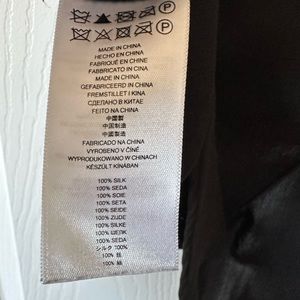 MADE IN CHINA
HECHO EN CHINA
FABRIQUÉ EN CHINE
FABBRICATO IN CINA
MADE IN CHINA
GEFABRICEERD IN CHINA
FREMSTILLET I KINA
СДЕЛАНО В КИТАЕ
FEITO NA CHINA
中国製
中国制造
中國製造
FABRICADO NA CHINA
VYROBENO V ČÍNĚ
WYPRODUKOWANO W CHINACH
KÉSZÜLT KÍNÁBAN
100% SILK
100% SEDA
100% SOIE
100% SETA
100% SEIDE
100% ZIJDE
100% SILKE
100% ШЕЛК
100% SEDA
シルク 100%
100% 丝
100% 絲